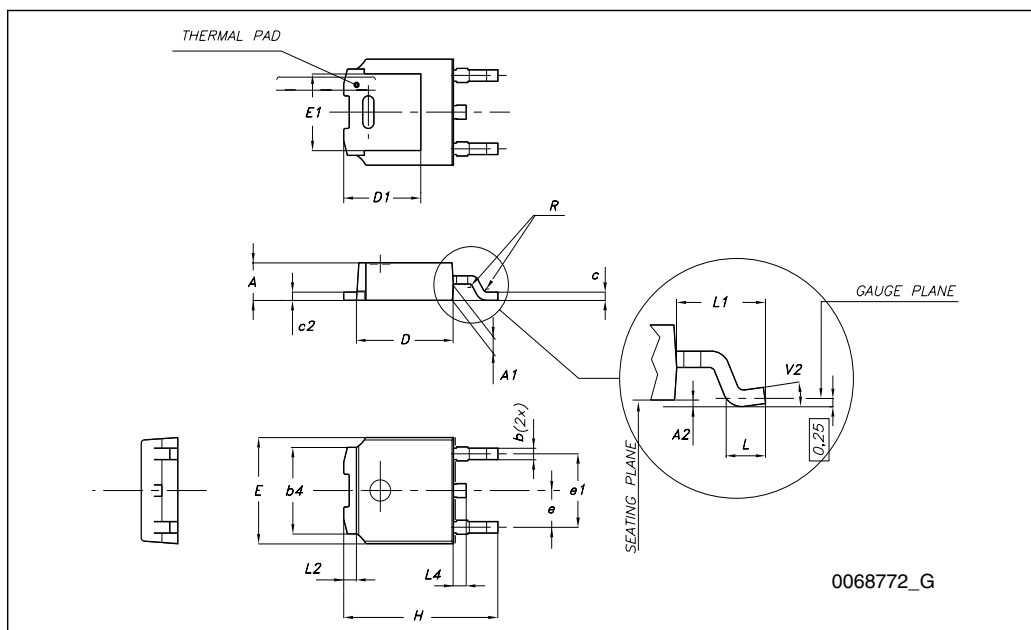 THERMAL PAD
E1
D1
R
A
c
c2
D
A1
L1
GAUGE PLANE
V2
A2
L
0,25
SEATING PLANE
b(2x)
E
b4
e1
e
L2
L4
H
0068772_G